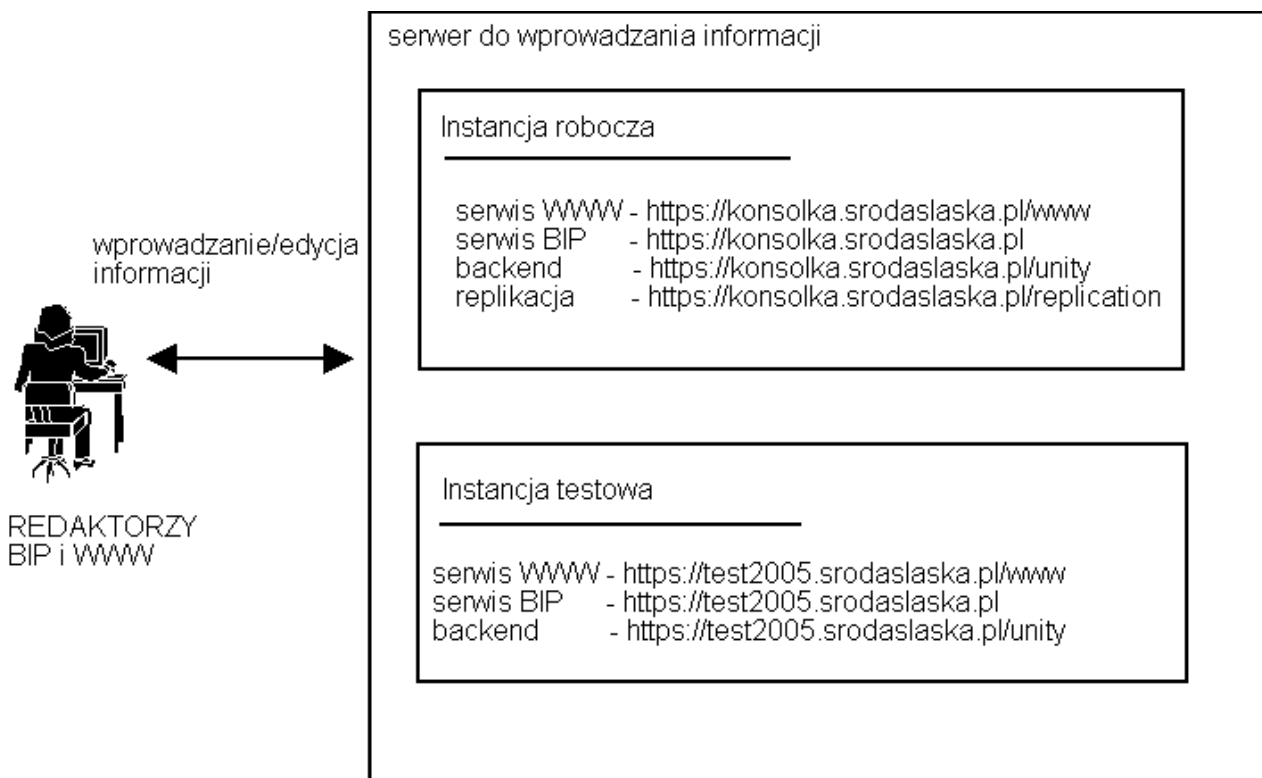 serwer do wprowadzania informacji
Instancja robocza
serwis WWW - https://konsolka.srodaslaska.pl/www
serwis BIP - https://konsolka.srodaslaska.pl
backend - https://konsolka.srodaslaska.pl/unity
replikacja - https://konsolka.srodaslaska.pl/replication
wprowadzanie/edycja
informacji
REDAKTORZY
BIP i WWW
Instancja testowa
serwis WWW - https://test2005.srodaslaska.pl/www
serwis BIP - https://test2005.srodaslaska.pl
backend - https://test2005.srodaslaska.pl/unity